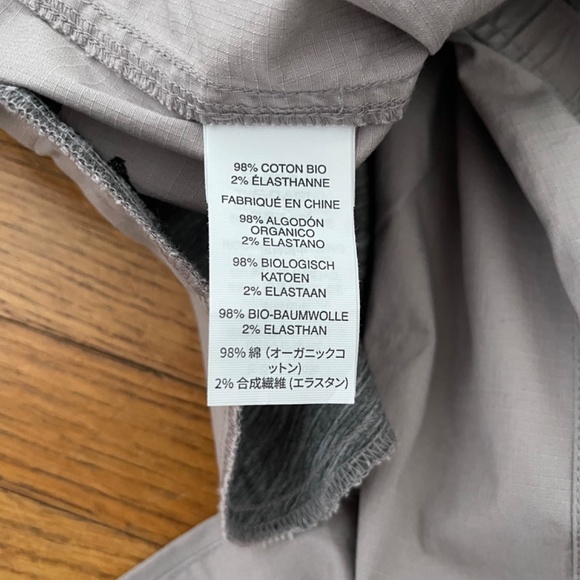 98% COTON BIO
2% ÉLASTHANNE
FABRIQUÉ EN CHINE
98% ALGODÓN
ORGANICO
2% ELASTANO
98% BIOLOGISCH
KATOEN
2% ELASTAAN
98% BIO-BAUMWOLLE
2% ELASTHAN
98% 綿 (オーガニックコ
ットン)
2% 合成繊維 (エラスタン)